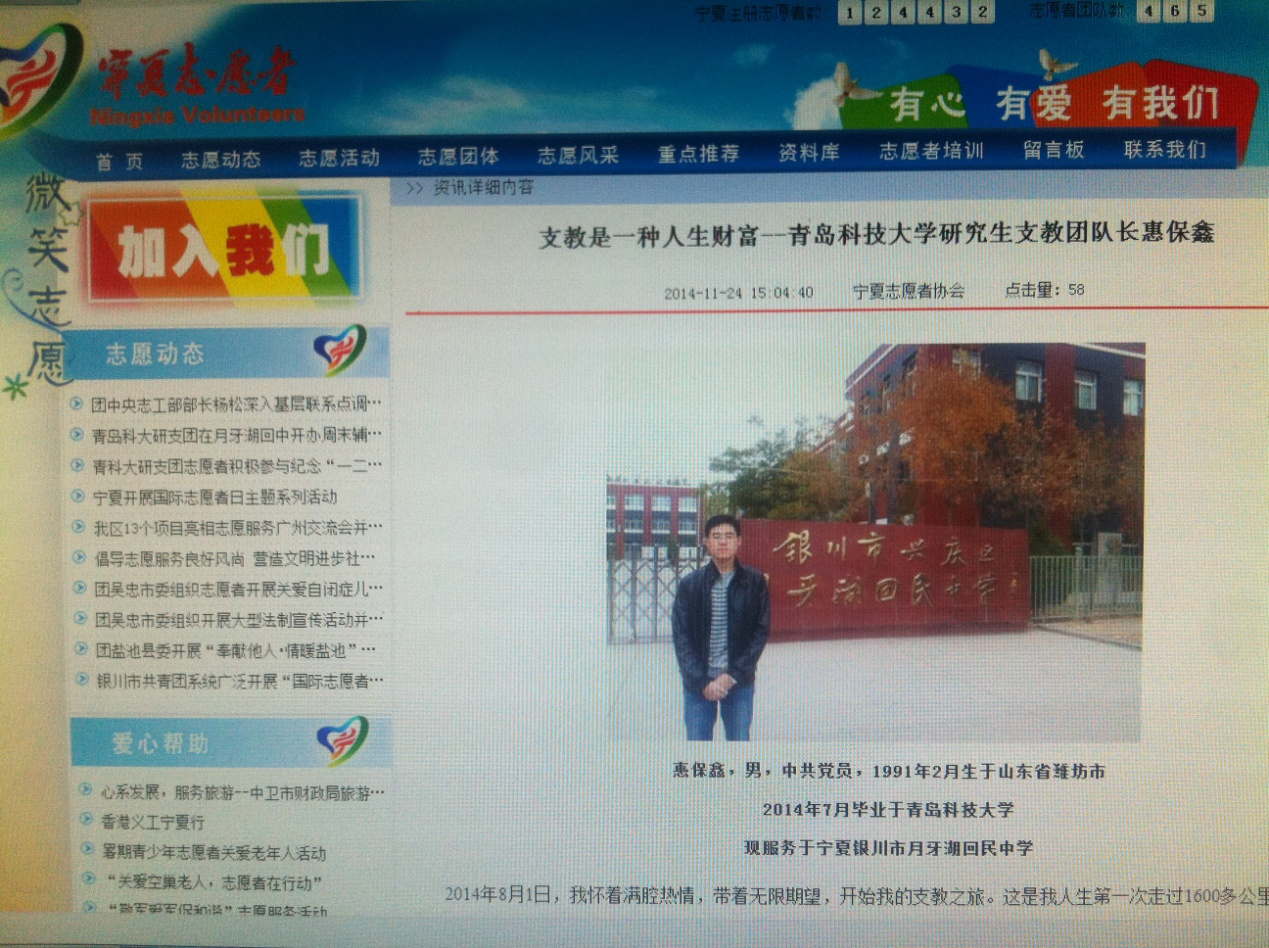 宁夏注册志愿者数 124432 志愿者团队数 465
宁夏志愿者
Ningxia Volunteers
有心 有爱 有我们
首 页 志愿动态 志愿活动 志愿团体 志愿风采 重点推荐 资料库 志愿者培训 留言板 联系我们
微笑志愿
加入我们
>> 资讯详细内容
支教是一种人生财富--青岛科技大学研究生支教团队长惠保鑫
2014-11-24 15:04:40 宁夏志愿者协会 点击量：58
志愿动态
团中央志工部部长杨松深入基层联系点调…
青岛科大研支团在月牙湖回中开办周末辅…
青科大研支团志愿者积极参与纪念“一二…
宁夏开展国际志愿者日主题系列活动
我区13个项目亮相志愿服务广州交流会并…
倡导志愿服务良好风尚 营造文明进步社…
团吴忠市委组织志愿者开展关爱自闭症儿…
团吴忠市委组织开展大型法制宣传活动并…
团盐池县委开展“奉献他人·情暖盐池”…
银川市共青团系统广泛开展“国际志愿者…
银川市兴庆区
牙湖回民中学
爱心帮助
心系发展，服务旅游--中卫市财政局旅游…
香港义工宁夏行
暑期青少年志愿者关爱老年人活动
“关爱空巢老人，志愿者在行动”
惠保鑫，男，中共党员，1991年2月生于山东省潍坊市
2014年7月毕业于青岛科技大学
现服务于宁夏银川市月牙湖回民中学
2014年8月1日，我怀着满腔热情，带着无限期望，开始我的支教之旅。这是我人生第一次走过1600多公里